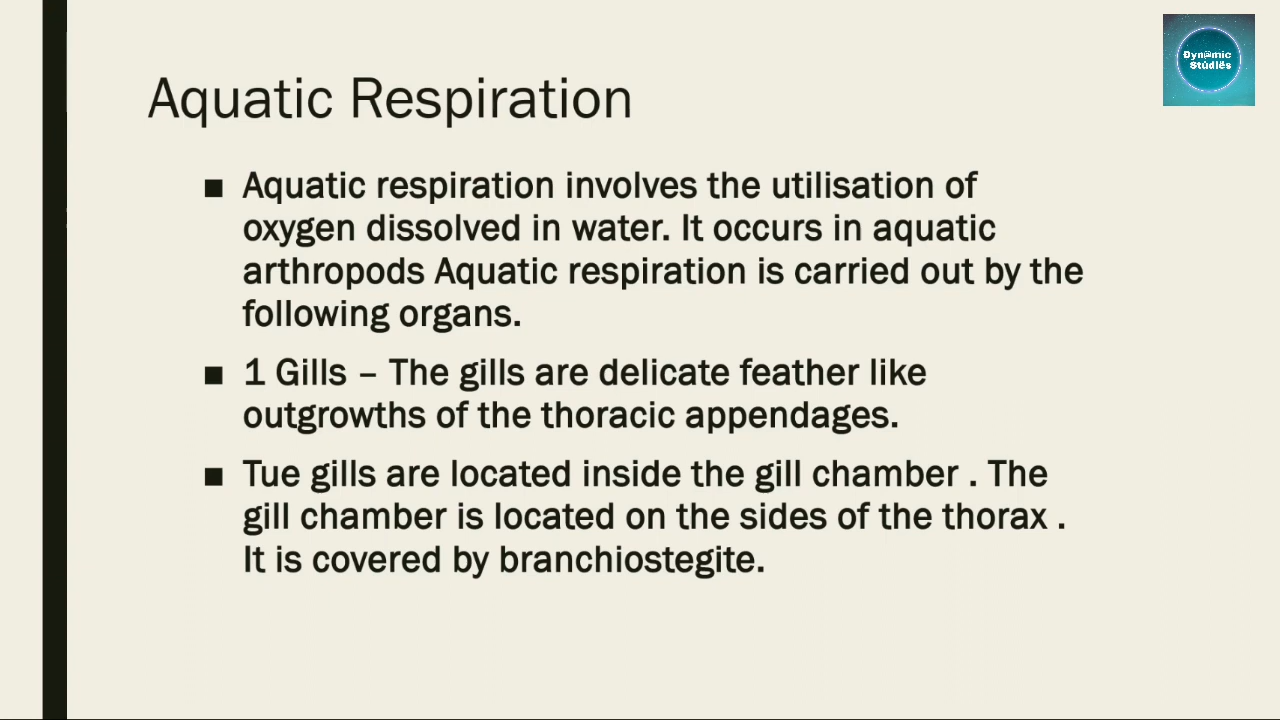 Dynamic
Studies
Aquatic Respiration
■ Aquatic respiration involves the utilisation of
oxygen dissolved in water. It occurs in aquatic
arthropods Aquatic respiration is carried out by the
following organs.
■ 1 Gills – The gills are delicate feather like
outgrowths of the thoracic appendages.
■ Tue gills are located inside the gill chamber . The
gill chamber is located on the sides of the thorax .
It is covered by branchiostegite.